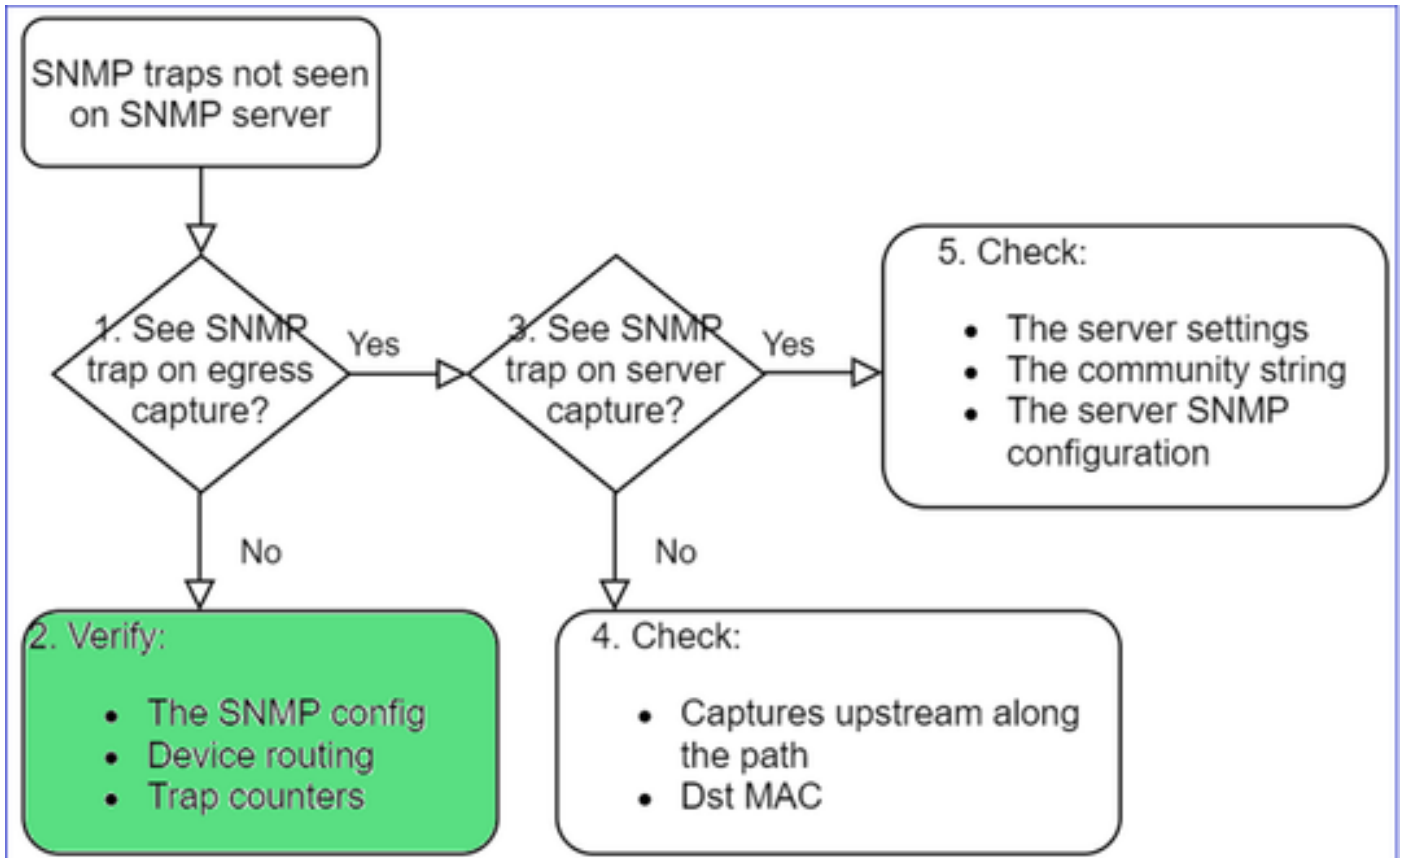 SNMP traps not seen
on SNMP server
1. See SNMP
trap on egress
capture?
Yes
No
2. Verify:
• The SNMP config
• Device routing
• Trap counters
3. See SNMP
trap on server
capture?
Yes
No
4. Check:
• Captures upstream along
the path
• Dst MAC
5. Check:
• The server settings
• The community string
• The server SNMP
configuration